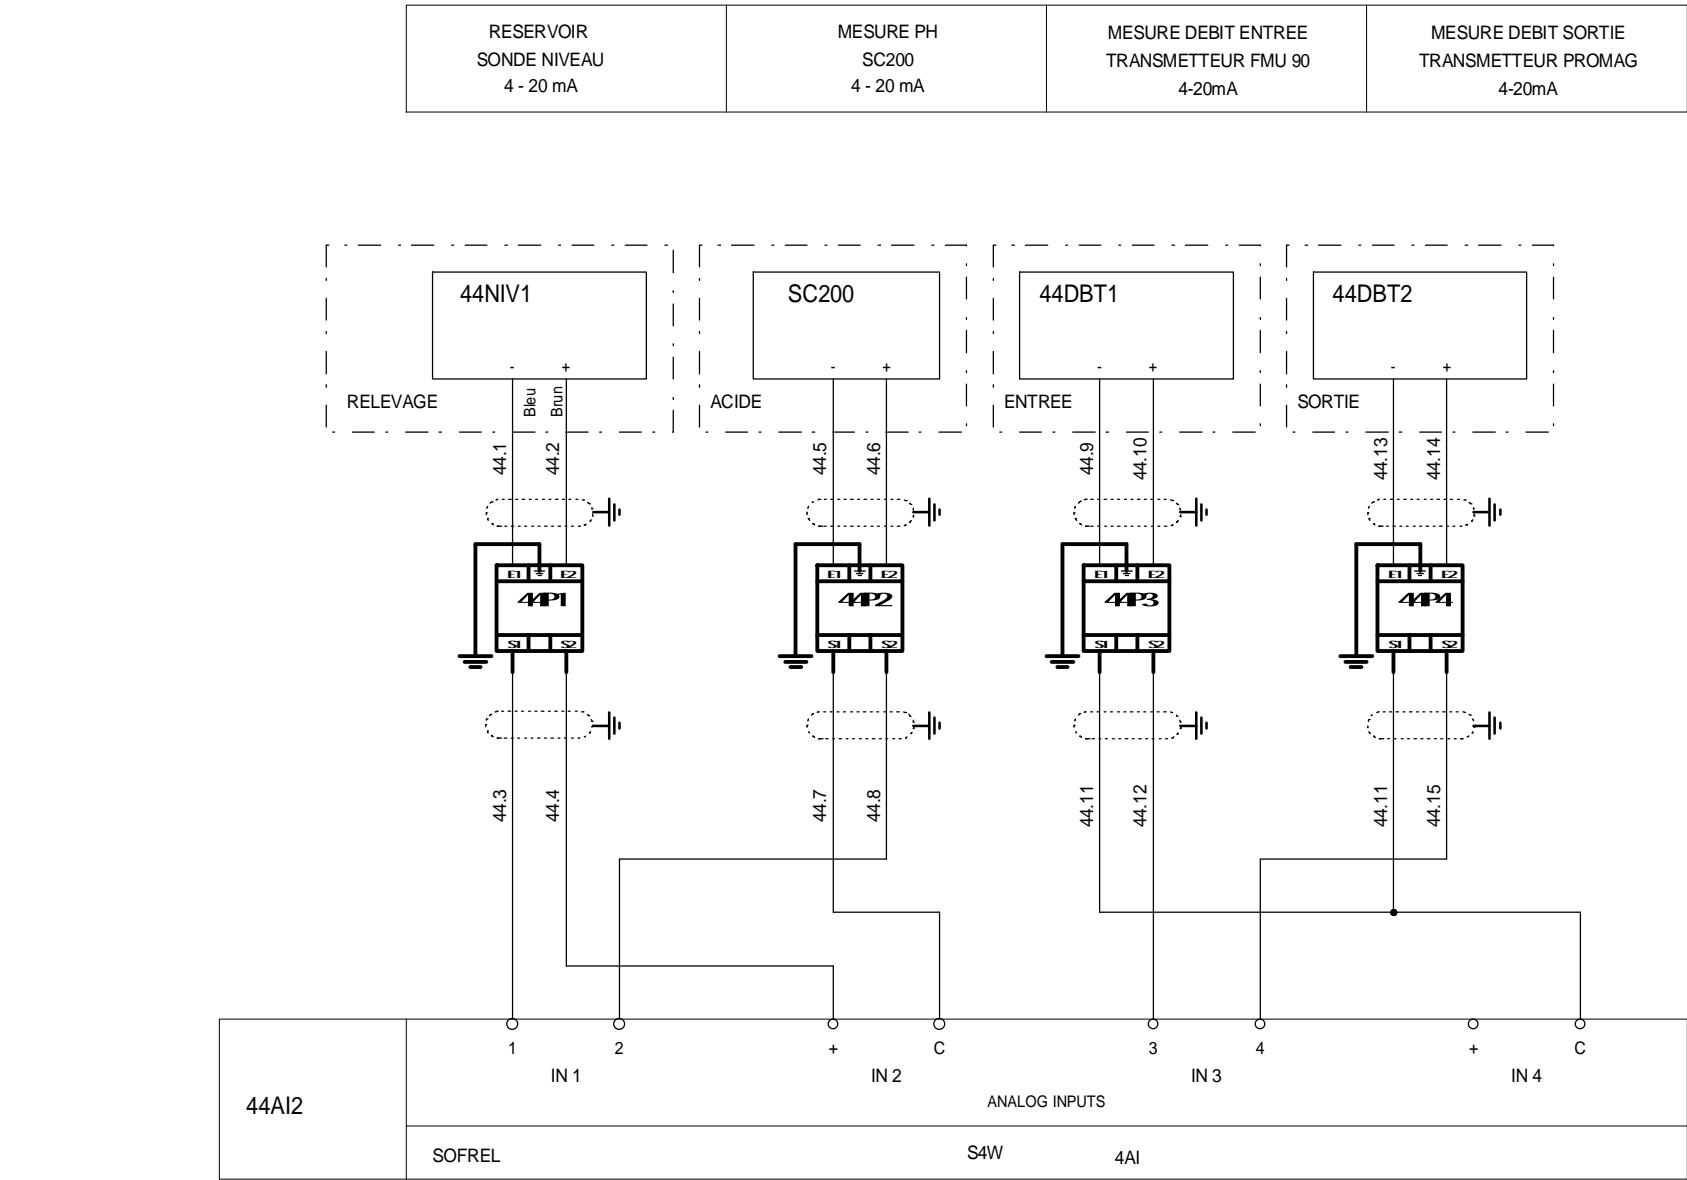 RESERVOIR
SONDE NIVEAU
4 - 20 mA
MESURE PH
SC200
4 - 20 mA
MESURE DEBIT ENTREE
TRANSMETTEUR FMU 90
4-20mA
MESURE DEBIT SORTIE
TRANSMETTEUR PROMAG
4-20mA
44NIV1
SC200
44DBT1
44DBT2
- +
- +
- +
- +
RELEVAGE
Bleu
Brun
ACIDE
ENTREE
SORTIE
44.1
44.2
44.5
44.6
44.9
44.10
44.13
44.14
E1 E2
E1 E2
E1 E2
E1 E2
44P1
44P2
44P3
44P4
S1 S2
S1 S2
S1 S2
S1 S2
44.3
44.4
44.7
44.8
44.11
44.12
44.11
44.15
1 2 + C 3 4 + C
IN 1 IN 2 IN 3 IN 4
44AI2
ANALOG INPUTS
SOFREL S4W 4AI